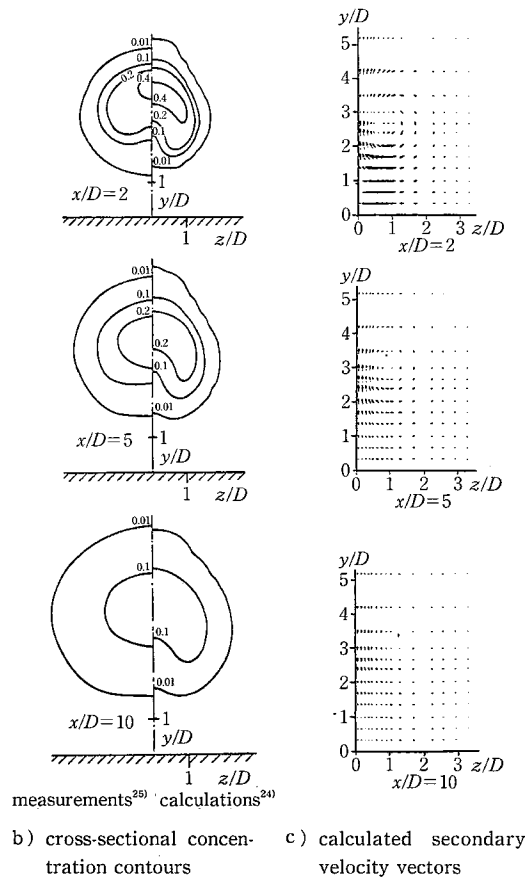 0.01
0.1
0.2
0.4
0.4
0.2
0.1
0.01
x/D=2
1
y/D
1 z/D
y/D
5
4
3
2
1
0
0 1 2 3 z/D
x/D=2
0.01
0.1
0.2
0.2
0.1
0.01
x/D=5
1
y/D
1 z/D
y/D
5
4
3
2
1
0
0 1 2 3 z/D
x/D=5
0.01
0.1
0.1
0.01
x/D=10
1
y/D
1 z/D
y/D
5
4
3
2
1
0
0 1 2 3 z/D
x/D=10
measurements25) calculations24)
b) cross-sectional concen-
tration contours
c) calculated secondary
velocity vectors